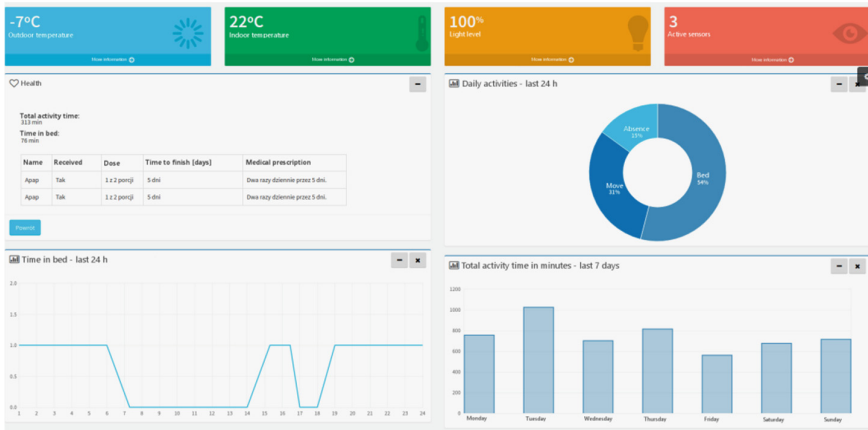 -7°C
Outdoor temperature
More information
22°C
Indoor temperature
More information
100%
Light level
More information
3
Active sensors
More information
Health
Total activity time:
313 min
Time in bed:
76 min
Name Received Dose Time to finish [days] Medical prescription
Apap Tak 1 z 2 porcji 5 dni Dwa razy dziennie przez 5 dni.
Apap Tak 1 z 2 porcji 5 dni Dwa razy dziennie przez 5 dni.
Powrót
Daily activities - last 24 h
Absence
15%
Bed
54%
Move
31%
Time in bed - last 24 h
2.0
1.5
1.0
0.5
0.0
1 2 3 4 5 6 7 8 9 10 11 12 13 14 15 16 17 18 19 20 21 22 23 24
Total activity time in minutes - last 7 days
1200
1000
800
600
400
200
0
Monday Tuesday Wednesday Thursday Friday Saturday Sunday